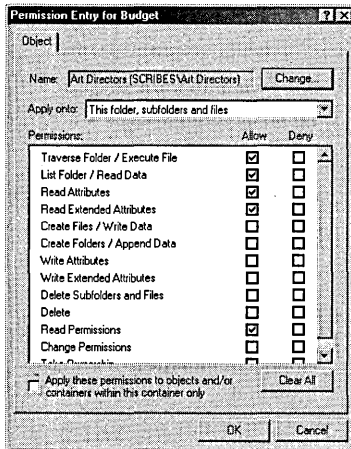 Permission Entry for Budget
Object
Name: Art Directors (SCRIBES\Art Directors) Change...
Apply onto: This folder, subfolders and files
Permissions: Allow Deny
Traverse Folder / Execute File
List Folder / Read Data
Read Attributes
Read Extended Attributes
Create Files / Write Data
Create Folders / Append Data
Write Attributes
Write Extended Attributes
Delete Subfolders and Files
Delete
Read Permissions
Change Permissions
Take Ownership
Apply these permissions to objects and/or Clear All
containers within this container only
OK Cancel